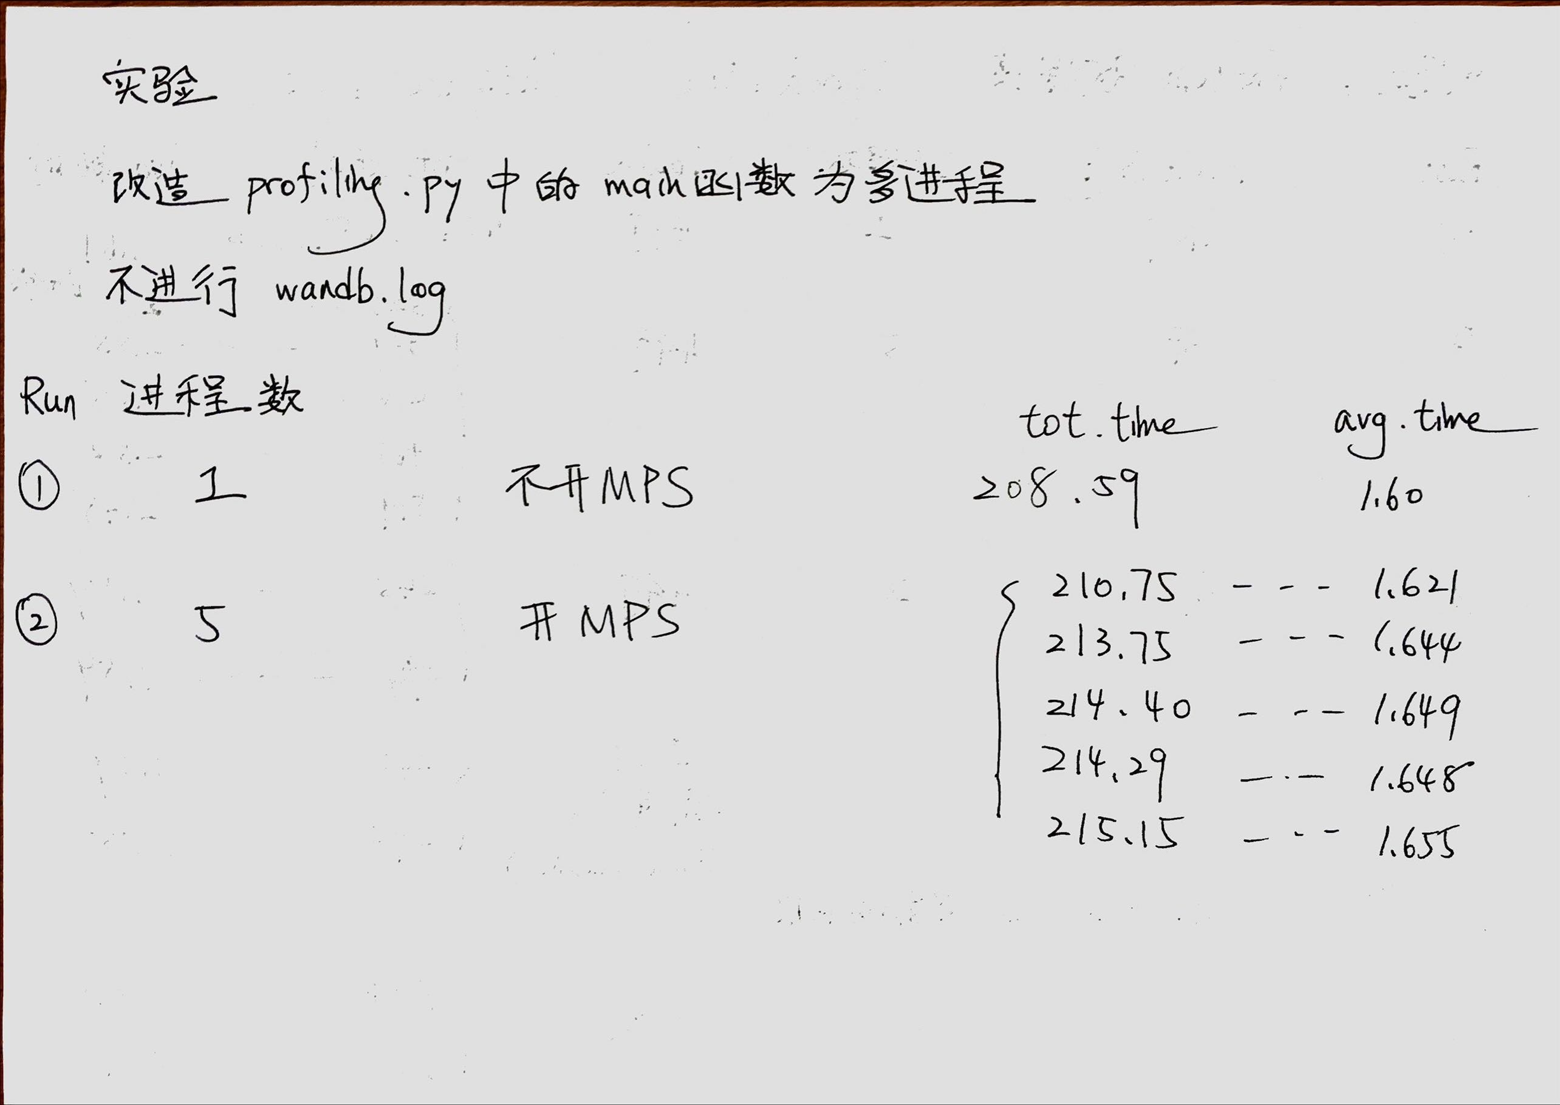 实验
改造 profiling.py 中的 main函数为多进程
不进行 wandb.log
Run 进程数 tot.time avg.time
① 1 不开MPS 208.59 1.60
② 5 开MPS
210.75 --- 1.621
213.75 --- 1.644
214.40 --- 1.649
214.29 --- 1.648
215.15 --- 1.655